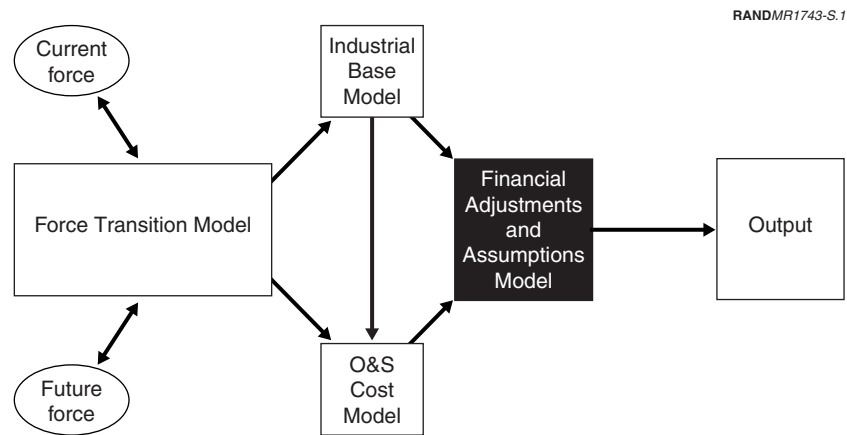 RANDMR1743-S.1
Current
force
Industrial
Base
Model
Force Transition Model
Financial
Adjustments
and
Assumptions
Model
Output
O&S
Cost
Model
Future
force